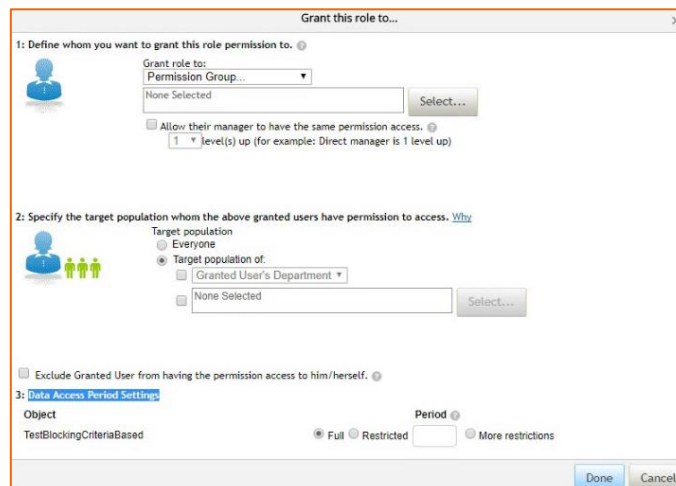 Grant this role to...
1: Define whom you want to grant this role permission to.
Grant role to:
Permission Group...
None Selected
Select...
Allow their manager to have the same permission access.
1 level(s) up (for example: Direct manager is 1 level up)
2: Specify the target population whom the above granted users have permission to access. Why
Target population
Everyone
Target population of:
Granted User's Department
None Selected
Select...
Exclude Granted User from having the permission access to him/herself.
3: Data Access Period Settings
Object Period
TestBlockingCriteriaBased Full Restricted More restrictions
Done Cancel